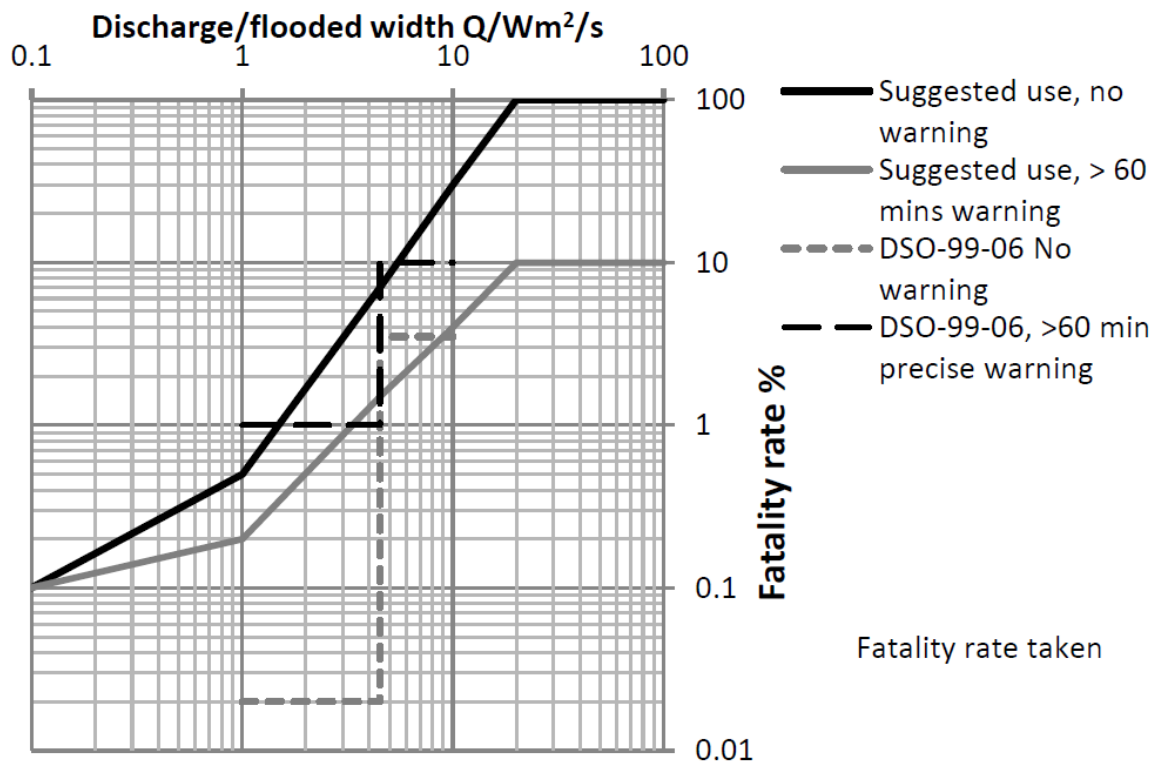 Discharge/flooded width Q/Wm²/s
0.1 1 10 100
100
10
1
0.1
0.01
Fatality rate %
Suggested use, no
warning
Suggested use, > 60
mins warning
DSO-99-06 No
warning
DSO-99-06, >60 min
precise warning
Fatality rate taken